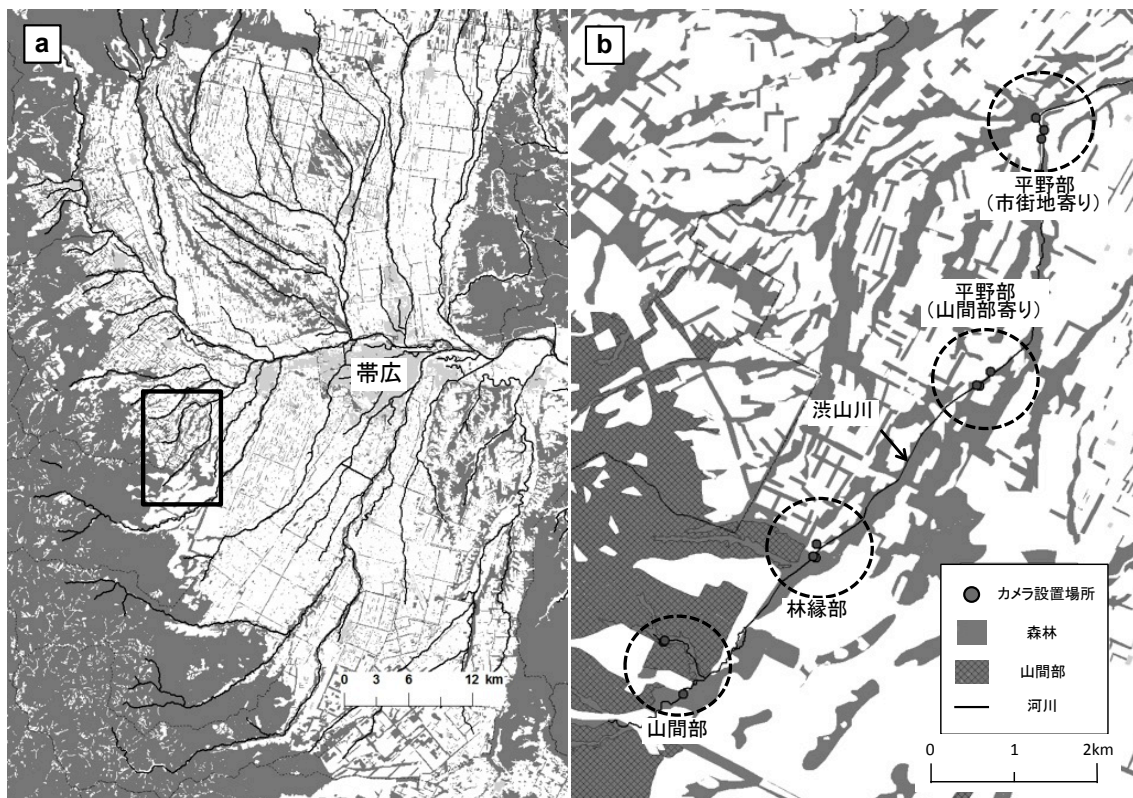 a
帯広
0 3 6 12 km
b
平野部
(市街地寄り)
平野部
(山間部寄り)
渋山川
林縁部
山間部
カメラ設置場所
森林
山間部
河川
0 1 2km